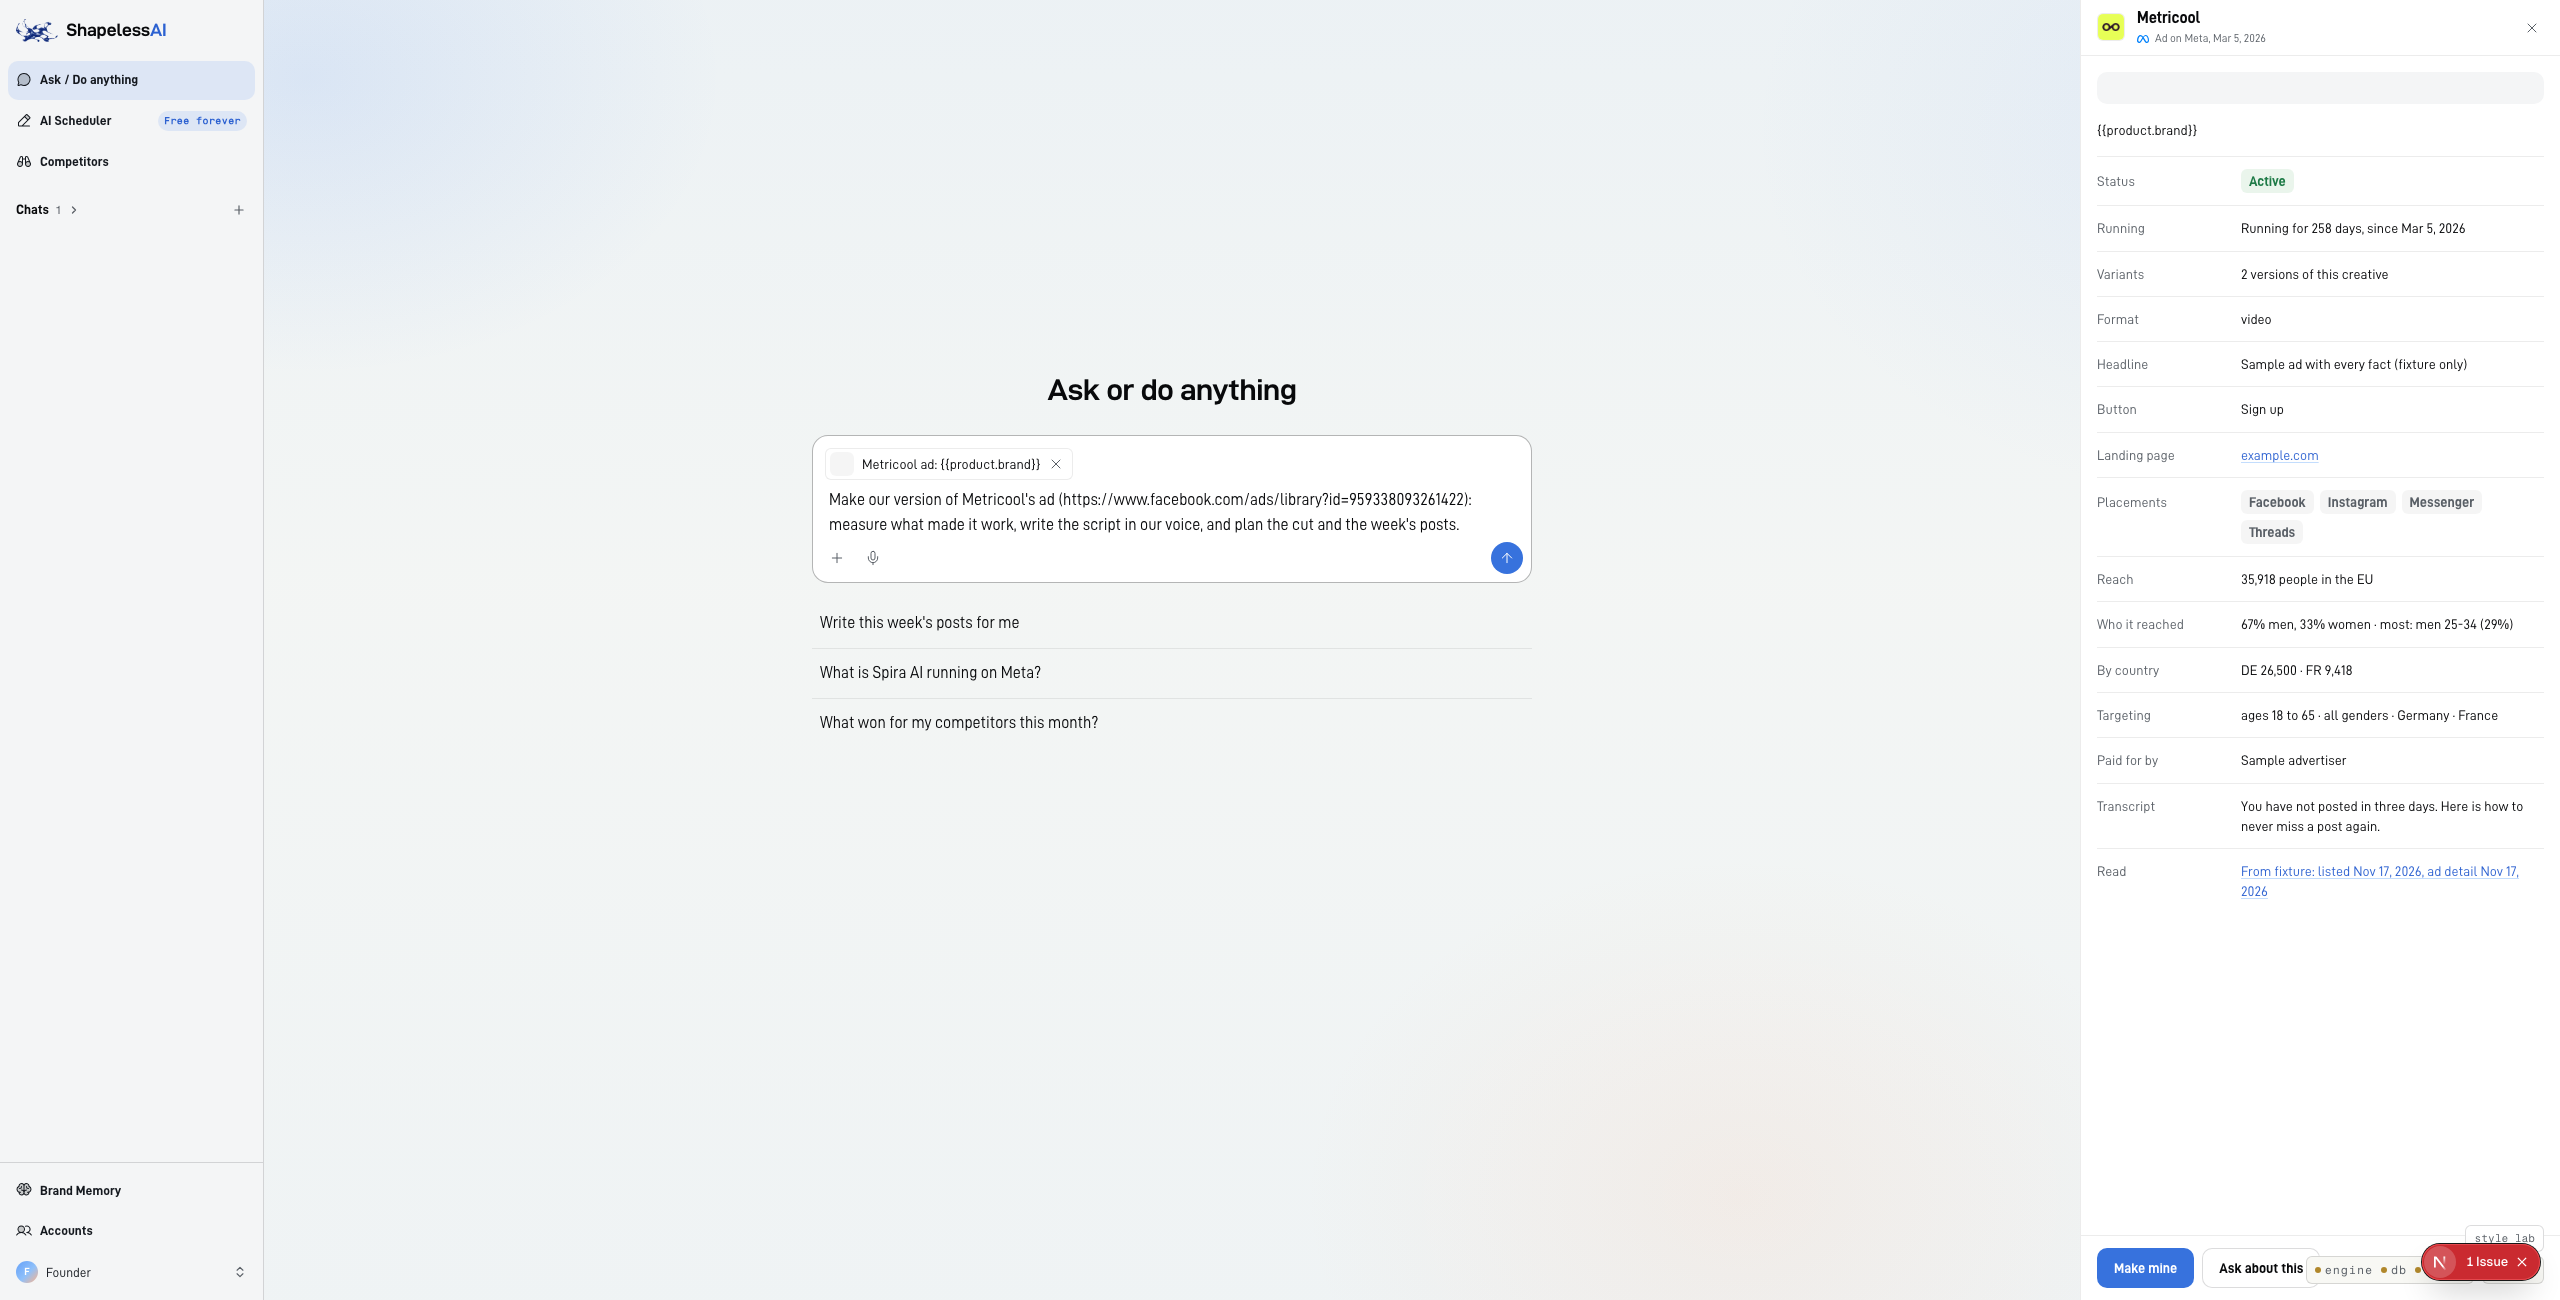 ShapelessAI
Ask / Do anything
AI Scheduler
Free forever
Competitors
Chats 1
Brand Memory
Accounts
F
Founder
Ask or do anything
Metricool ad: {{product.brand}}
Make our version of Metricool's ad (https://www.facebook.com/ads/library?id=959338093261422):
measure what made it work, write the script in our voice, and plan the cut and the week's posts.
Write this week's posts for me
What is Spira AI running on Meta?
What won for my competitors this month?
Metricool
Ad on Meta, Mar 5, 2026
{{product.brand}}
Status Active
Running Running for 258 days, since Mar 5, 2026
Variants 2 versions of this creative
Format video
Headline Sample ad with every fact (fixture only)
Button Sign up
Landing page example.com
Placements Facebook Instagram Messenger
Threads
Reach 35,918 people in the EU
Who it reached 67% men, 33% women · most: men 25-34 (29%)
By country DE 26,500 · FR 9,418
Targeting ages 18 to 65 · all genders · Germany · France
Paid for by Sample advertiser
Transcript You have not posted in three days. Here is how to
never miss a post again.
Read From fixture: listed Nov 17, 2026, ad detail Nov 17,
2026
style lab
Make mine
Ask about this
engine db
N 1 Issue